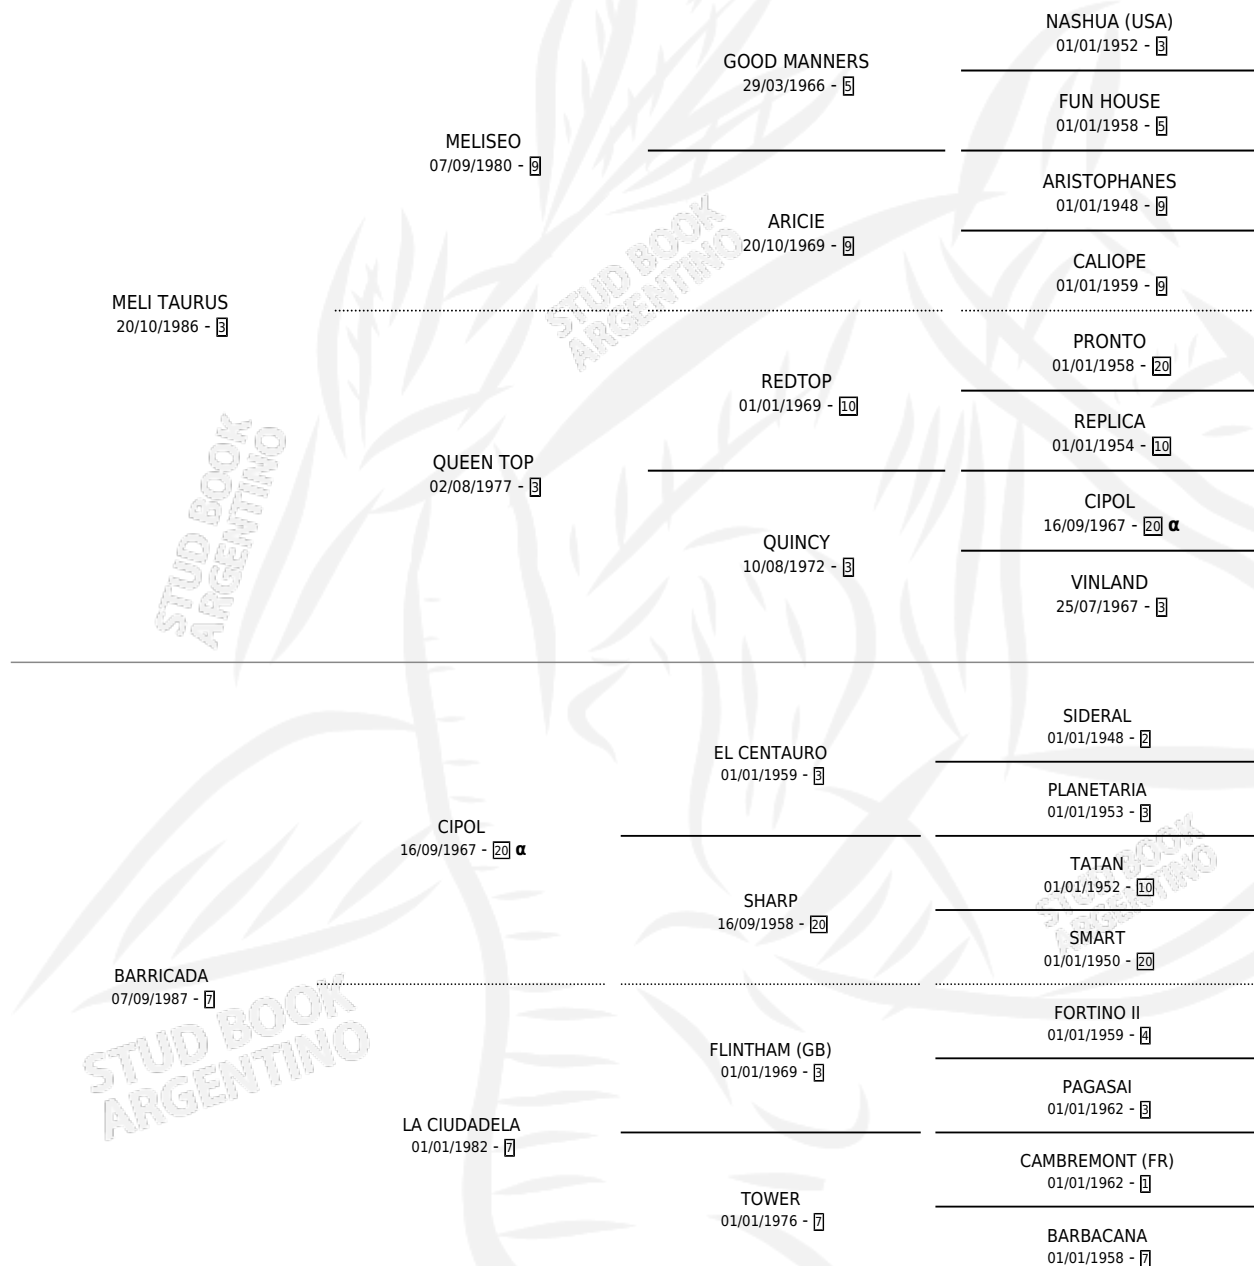 NASHUA (USA)
01/01/1952 - 3
GOOD MANNERS
29/03/1966 - 5
FUN HOUSE
01/01/1958 - 5
MELISEO
07/09/1980 - 9
ARISTOPHANES
01/01/1948 - 9
ARICIE
20/10/1969 - 9
CALIOPE
01/01/1959 - 9
MELI TAURUS
20/10/1986 - 3
PRONTO
01/01/1958 - 20
REDTOP
01/01/1969 - 10
REPLICA
01/01/1954 - 10
QUEEN TOP
02/08/1977 - 3
CIPOL
16/09/1967 - 20 α
QUINCY
10/08/1972 - 3
VINLAND
25/07/1967 - 3
SIDERAL
01/01/1948 - 2
EL CENTAURO
01/01/1959 - 3
PLANETARIA
01/01/1953 - 3
CIPOL
16/09/1967 - 20 α
TATAN
01/01/1952 - 10
SHARP
16/09/1958 - 20
SMART
01/01/1950 - 20
BARRICADA
07/09/1987 - 7
FORTINO II
01/01/1959 - 4
FLINTHAM (GB)
01/01/1969 - 3
PAGASAI
01/01/1962 - 3
LA CIUDADELA
01/01/1982 - 7
CAMBREMONT (FR)
01/01/1962 - 1
TOWER
01/01/1976 - 7
BARBACANA
01/01/1958 - 7
STUD BOOK
ARGENTINO
STUD BOOK
ARGENTINO
STUD BOOK
ARGENTINO
STUD BOOK
ARGENTINO